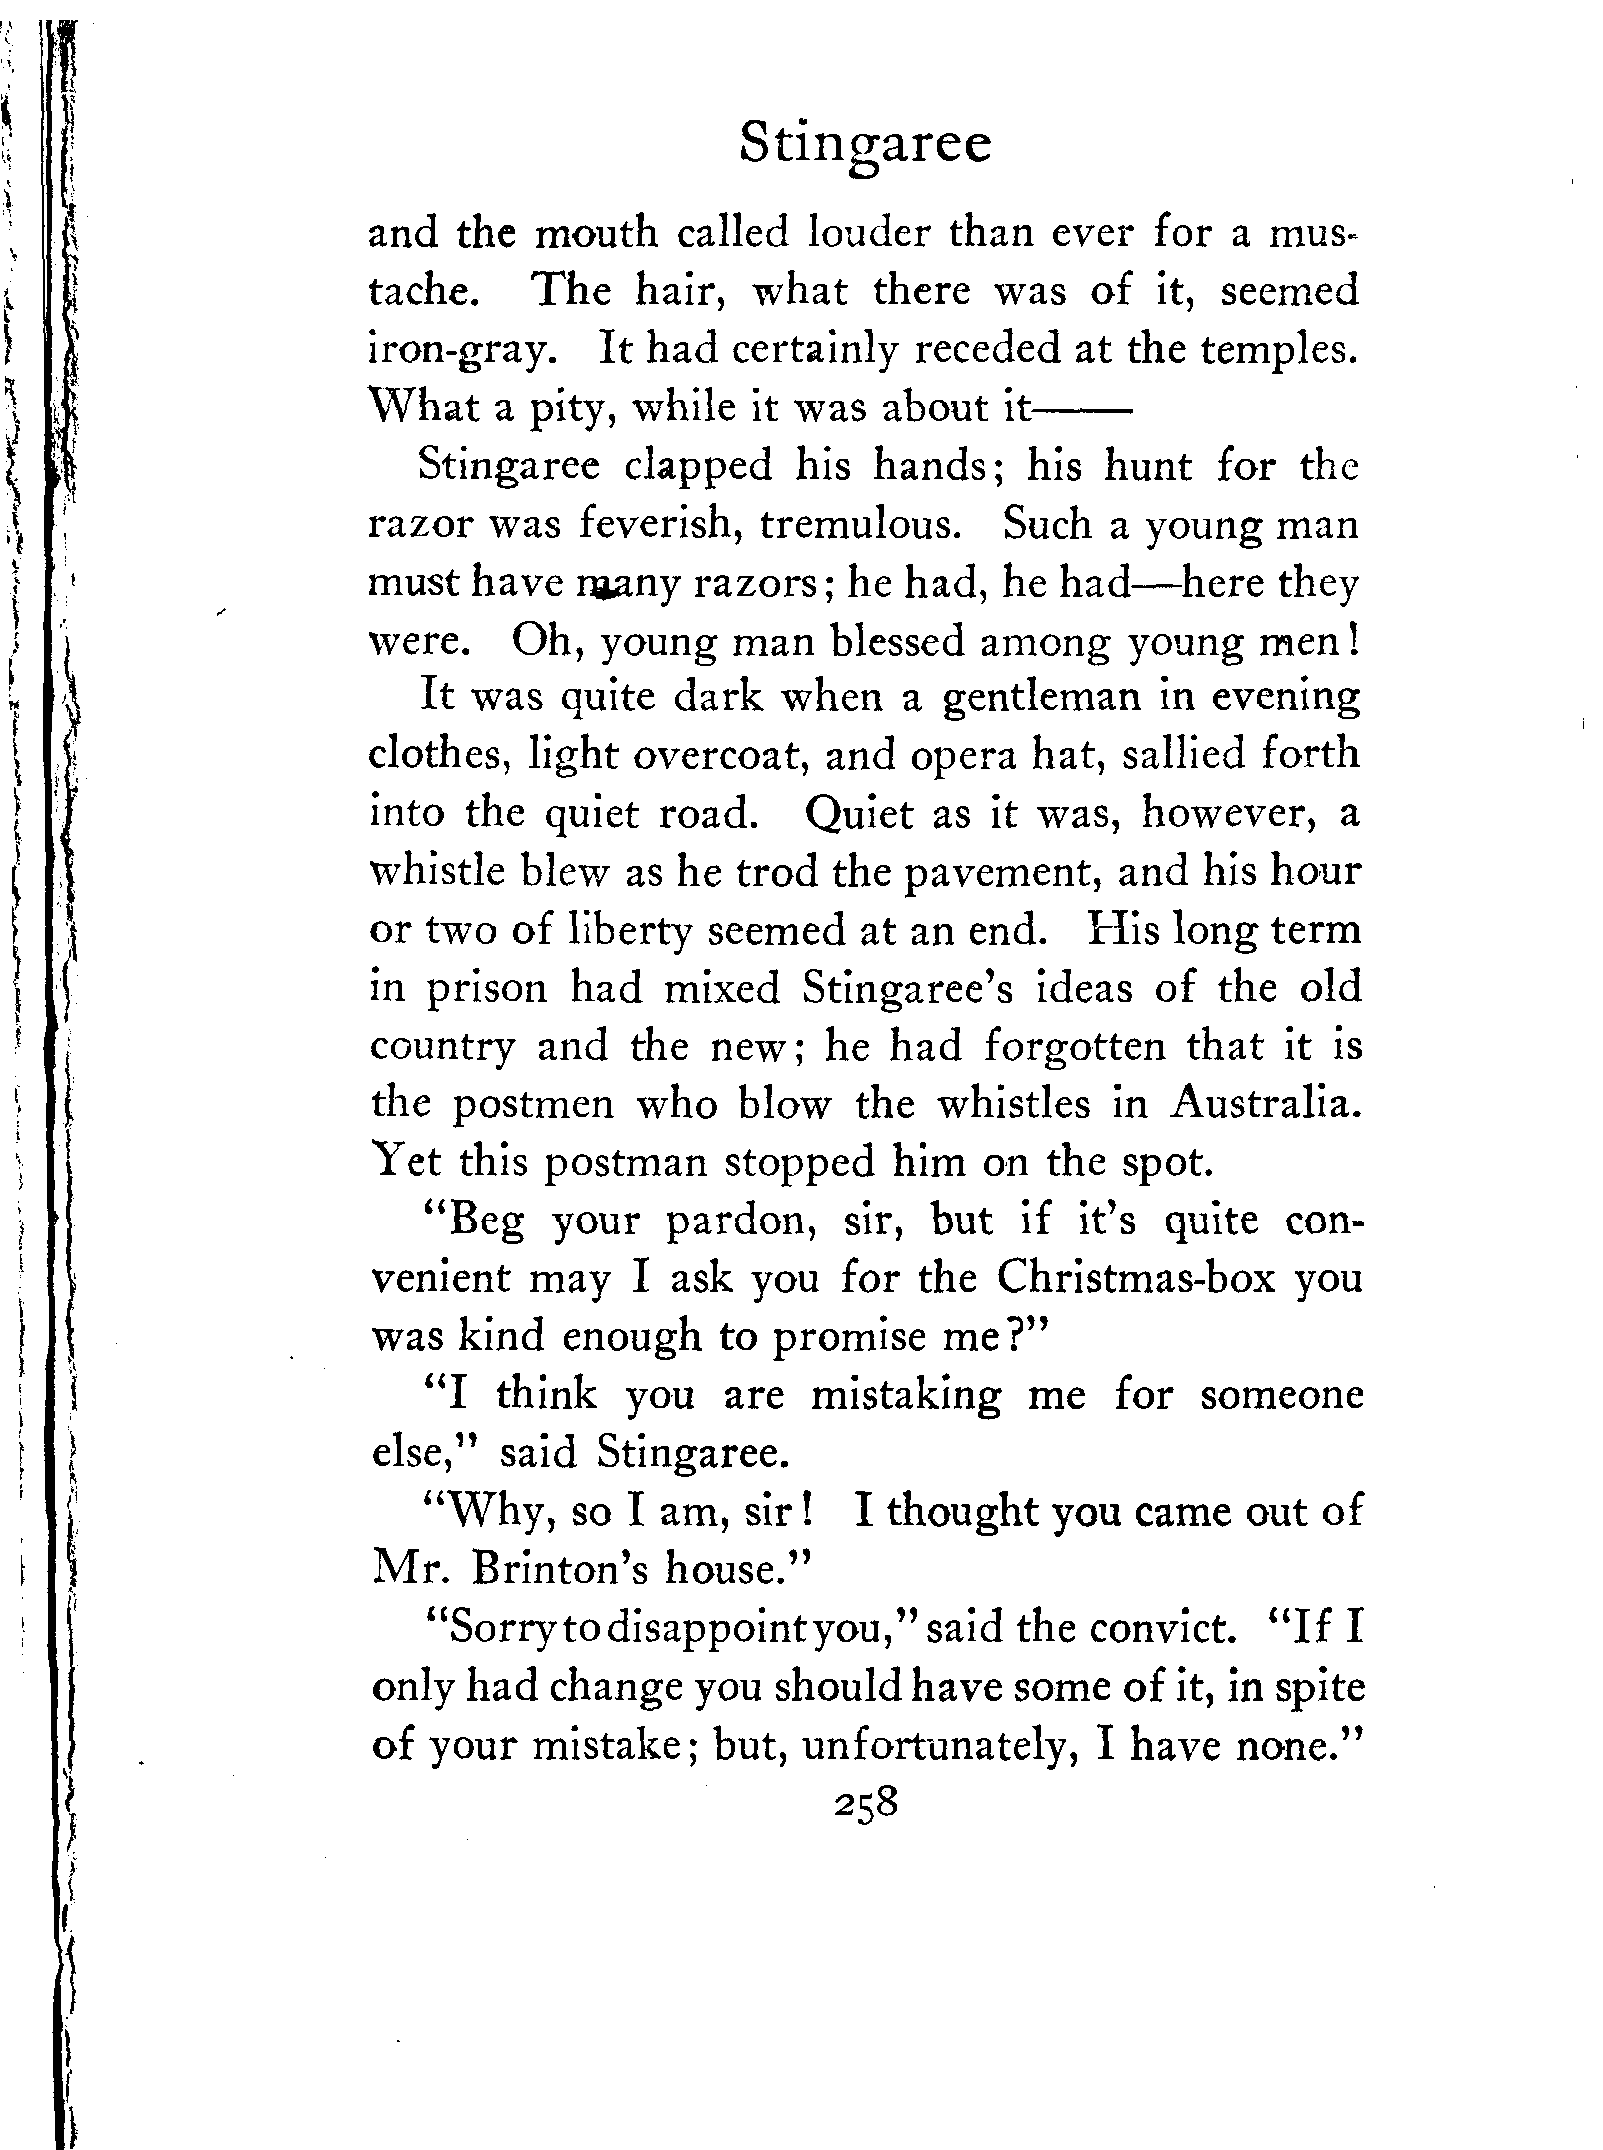 Stingaree
and the mouth called louder than ever for a mus-
tache. The hair, what there was of it, seemed
iron-gray. It had certainly receded at the temples.
What a pity, while it was about it——
Stingaree clapped his hands; his hunt for the
razor was feverish, tremulous. Such a young man
must have many razors; he had, he had—here they
were. Oh, young man blessed among young men!
It was quite dark when a gentleman in evening
clothes, light overcoat, and opera hat, sallied forth
into the quiet road. Quiet as it was, however, a
whistle blew as he trod the pavement, and his hour
or two of liberty seemed at an end. His long term
in prison had mixed Stingaree's ideas of the old
country and the new; he had forgotten that it is
the postmen who blow the whistles in Australia.
Yet this postman stopped him on the spot.
"Beg your pardon, sir, but if it's quite con-
venient may I ask you for the Christmas-box you
was kind enough to promise me?"
"I think you are mistaking me for someone
else," said Stingaree.
"Why, so I am, sir! I thought you came out of
Mr. Brinton's house."
"Sorry to disappoint you," said the convict. "If I
only had change you should have some of it, in spite
of your mistake; but, unfortunately, I have none."
258